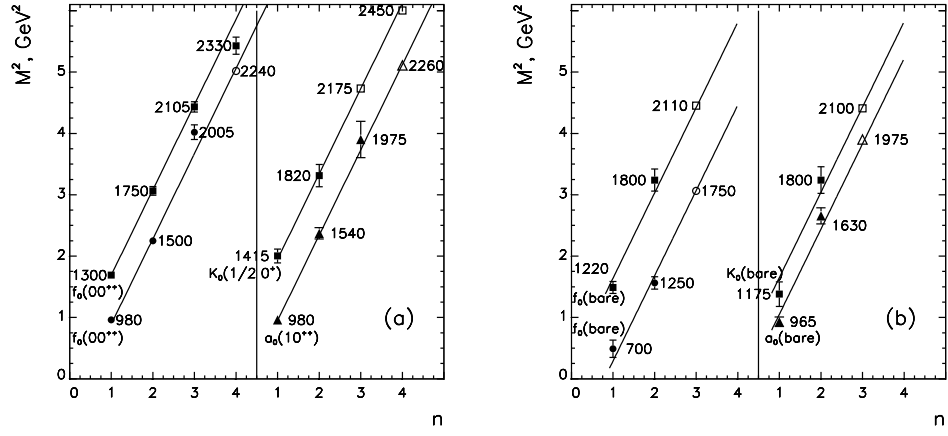 M², GeV²
5
4
3
2
1
0
2330
2240
2105
2005
1750
1500
1300
f₀(00⁺⁺)
980
f₀(00⁺⁺)
2450
2260
2175
1975
1820
1540
1415
K₀(1/2 0⁺)
980
a₀(10⁺⁺)
(a)
0 1 2 3 4 0 1 2 3 4
n
M², GeV²
5
4
3
2
1
0
2110
1800
1750
1220
f₀(bare)
1250
f₀(bare)
700
2100
1975
1800
1630
K₀(bare)
1175
965
a₀(bare)
(b)
0 1 2 3 4 0 1 2 3 4 5
n